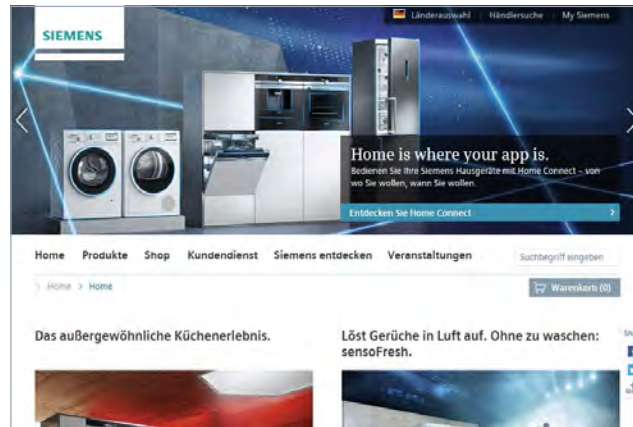 Länderauswahl Händlersuche My Siemens
SIEMENS
Home is where your app is.
Bedienen Sie Ihre Siemens Hausgeräte mit Home Connect – von
wo Sie wollen, wann Sie wollen.
Entdecken Sie Home Connect
Home Produkte Shop Kundendienst Siemens entdecken Veranstaltungen
Suchbegriff eingeben
> Home > Home
Warenkorb (0)
Das außergewöhnliche Küchenerlebnis.
Löst Gerüche in Luft auf. Ohne zu waschen:
sensoFresh.